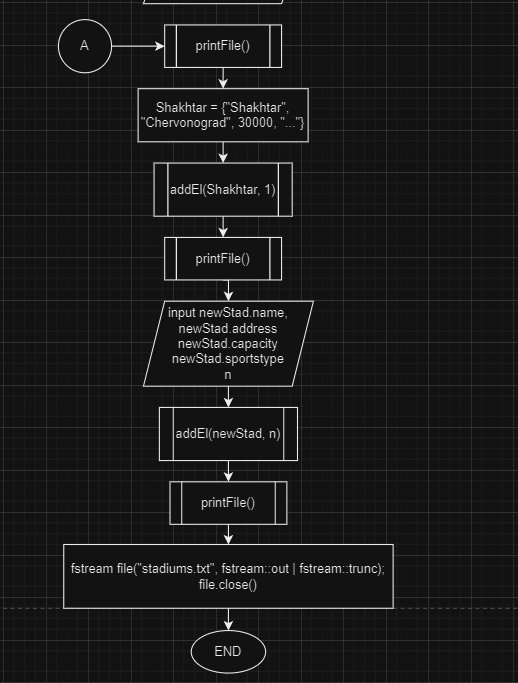 A
printFile()
Shakhtar = {"Shakhtar",
"Chervonograd", 30000, "..."}
addEl(Shakhtar, 1)
printFile()
input newStad.name,
newStad.address
newStad.capacity
newStad.sportstype
n
addEl(newStad, n)
printFile()
fstream file("stadiums.txt", fstream::out | fstream::trunc);
file.close()
END